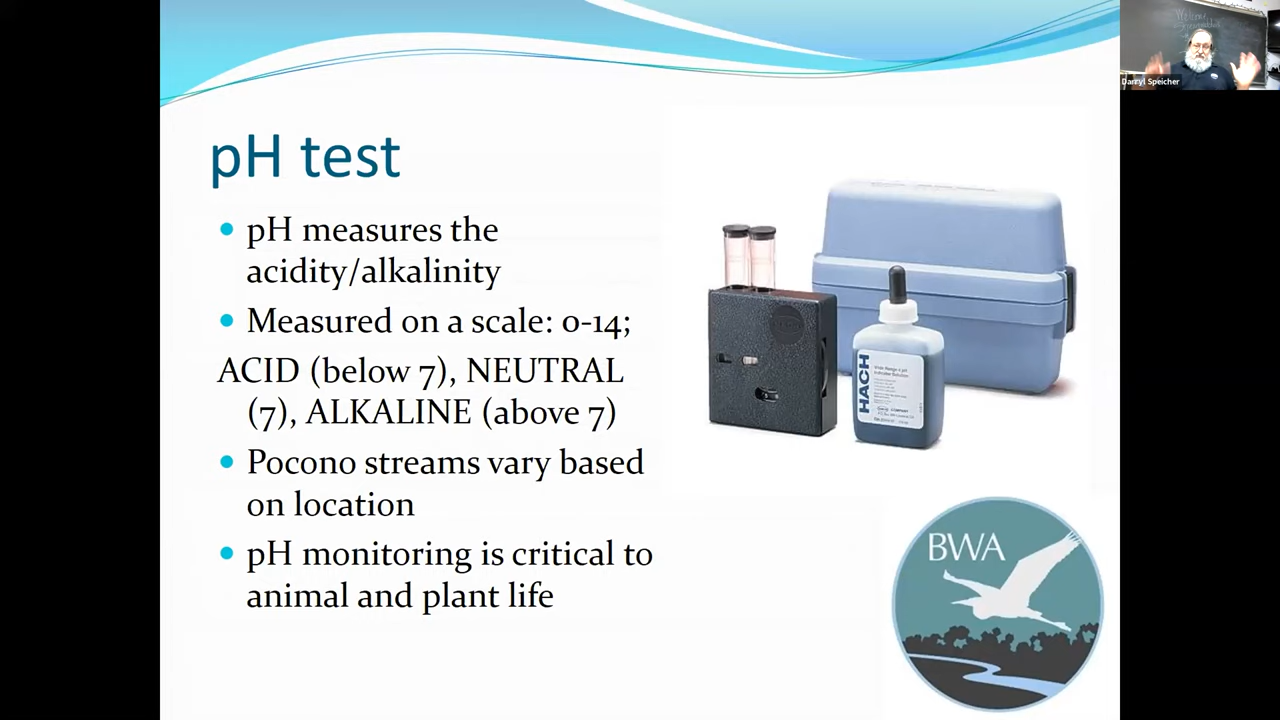 Welcome
Darryl Speicher
pH test
• pH measures the
acidity/alkalinity
• Measured on a scale: 0-14;
ACID (below 7), NEUTRAL
(7), ALKALINE (above 7)
• Pocono streams vary based
on location
• pH monitoring is critical to
animal and plant life
HACH
BWA